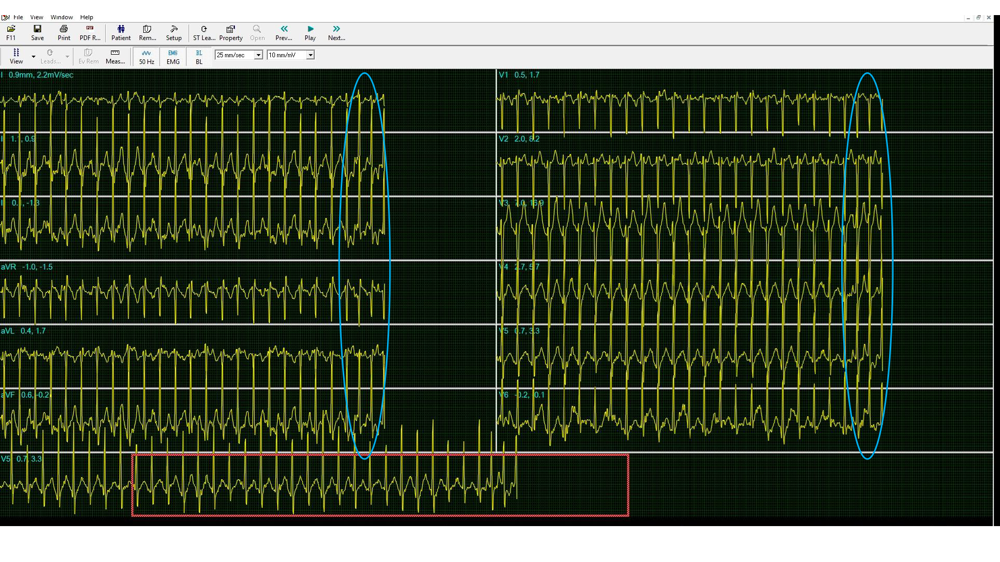 File View Window Help
F11 Save Print PDF R... Patient Rem... Setup ST Lea... Property Open Prev... Play Next...
PDF
EMG BL
View Leads... Ev Rem Meas... 50 Hz EMG BL 25 mm/sec 10 mm/mV
I 0.9mm, 2.2mV/sec
1.1, 0.9
-1.3
aVR -1.0, -1.5
aVL 0.4, 1.7
aVF 0.6, -0.2
V5 0.7, 3.3
V1 0.5, 1.7
V2 2.0, 8.2
V3 7.0, 16.9
V4 2.7, 5.7
V5 0.7, 3.3
V6 -0.2,